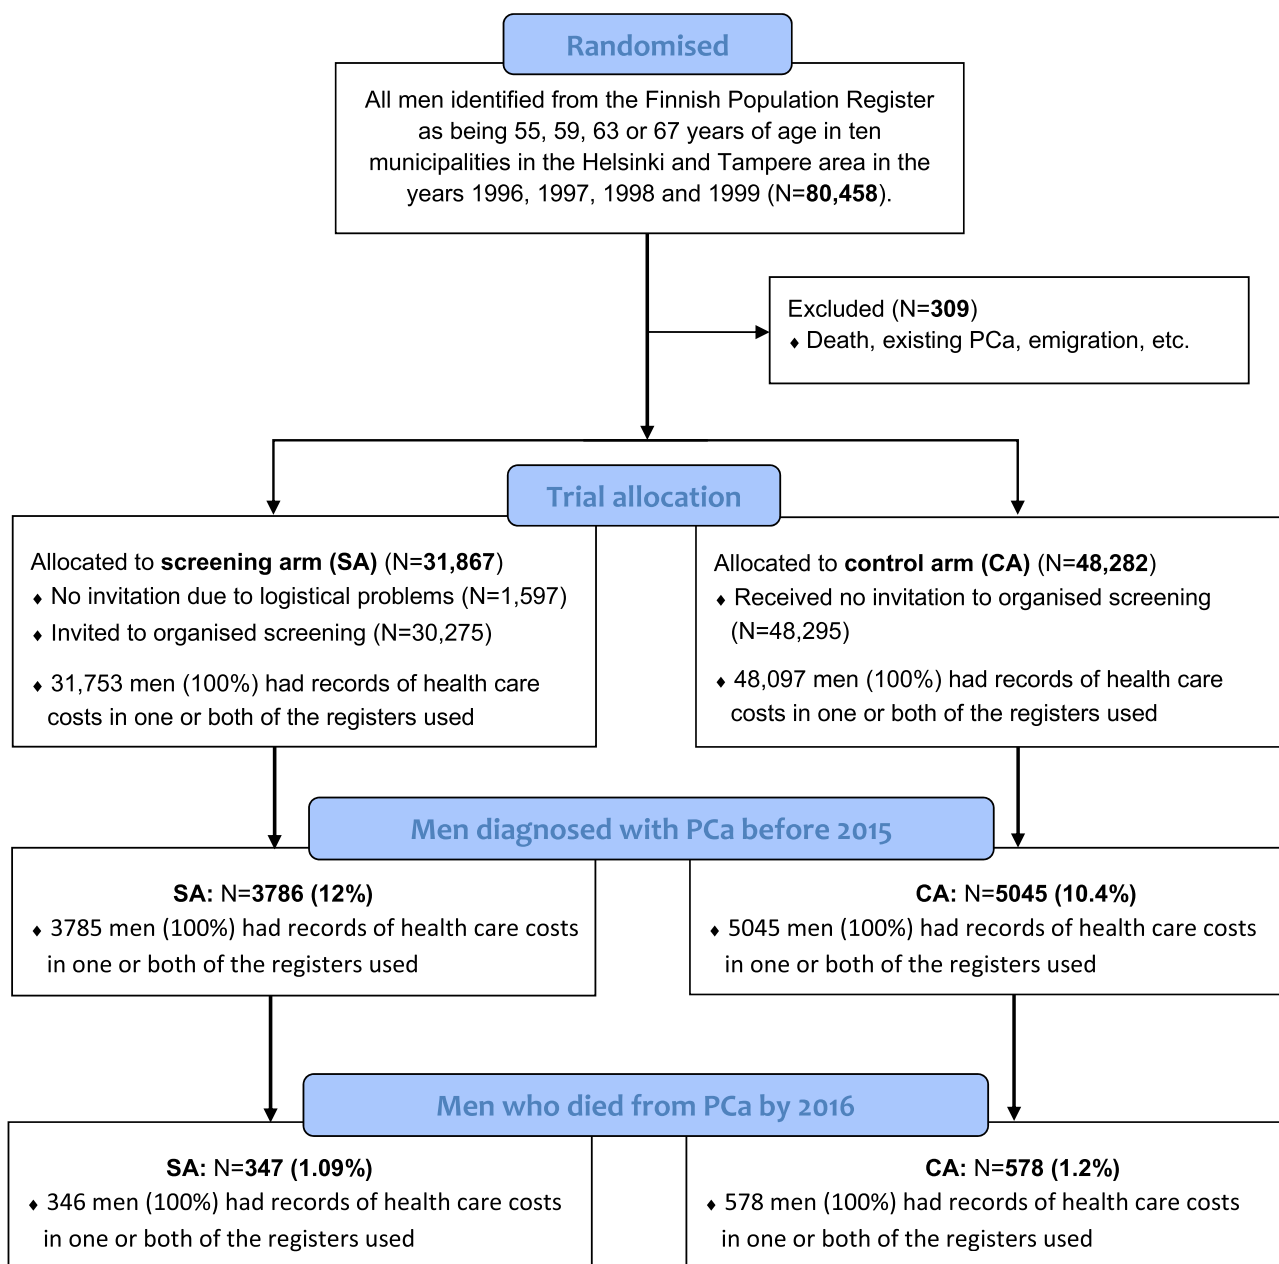 Randomised
All men identified from the Finnish Population Register
as being 55, 59, 63 or 67 years of age in ten
municipalities in the Helsinki and Tampere area in the
years 1996, 1997, 1998 and 1999 (N=80,458).
Excluded (N=309)
♦ Death, existing PCa, emigration, etc.
Trial allocation
Allocated to screening arm (SA) (N=31,867)
♦ No invitation due to logistical problems (N=1,597)
♦ Invited to organised screening (N=30,275)
♦ 31,753 men (100%) had records of health care
costs in one or both of the registers used
Allocated to control arm (CA) (N=48,282)
♦ Received no invitation to organised screening
(N=48,295)
♦ 48,097 men (100%) had records of health care
costs in one or both of the registers used
Men diagnosed with PCa before 2015
SA: N=3786 (12%)
♦ 3785 men (100%) had records of health care costs
in one or both of the registers used
CA: N=5045 (10.4%)
♦ 5045 men (100%) had records of health care costs
in one or both of the registers used
Men who died from PCa by 2016
SA: N=347 (1.09%)
♦ 346 men (100%) had records of health care costs
in one or both of the registers used
CA: N=578 (1.2%)
♦ 578 men (100%) had records of health care costs
in one or both of the registers used